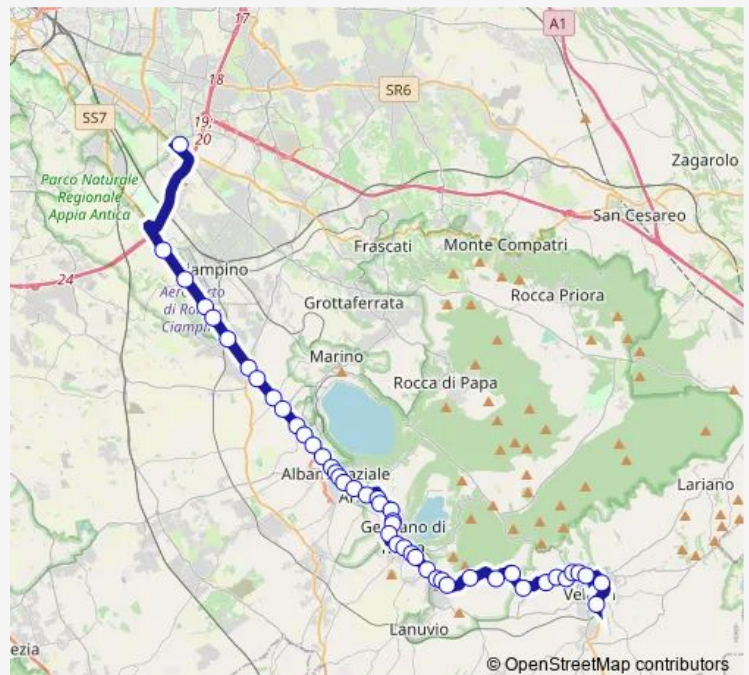 A1
17
18
SR6
SS7
19;
20
Zagarolo
Parco Naturale
Regionale
Appia Antica
San Cesareo
Frascati
Monte Compatri
24
Rocca Priora
Grottaferrata
Marino
Rocca di Papa
Lariano
Lanuvio
© OpenStreetMap contributors